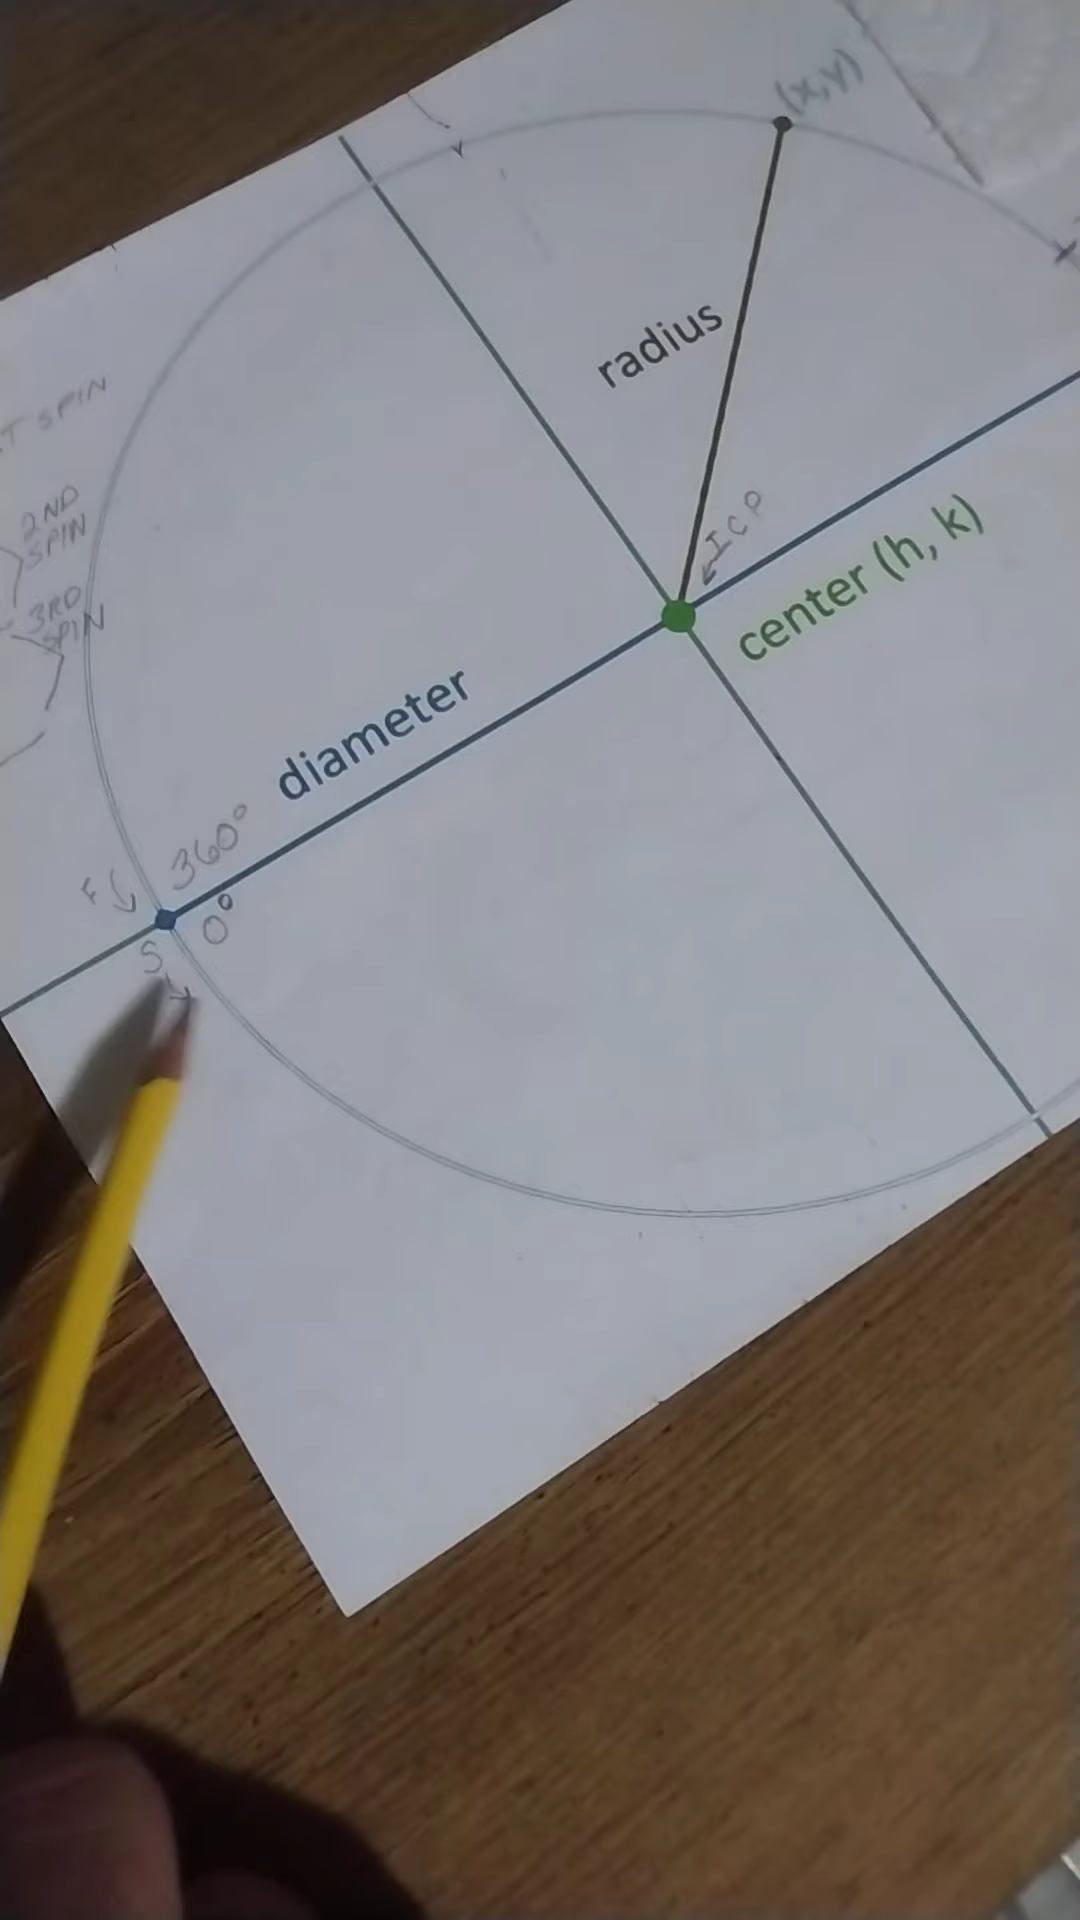 (x,y)
radius
SPIN
2ND
SPIN
3RD
SPIN
ICP
center (h, k)
diameter
360°
F
0°
S